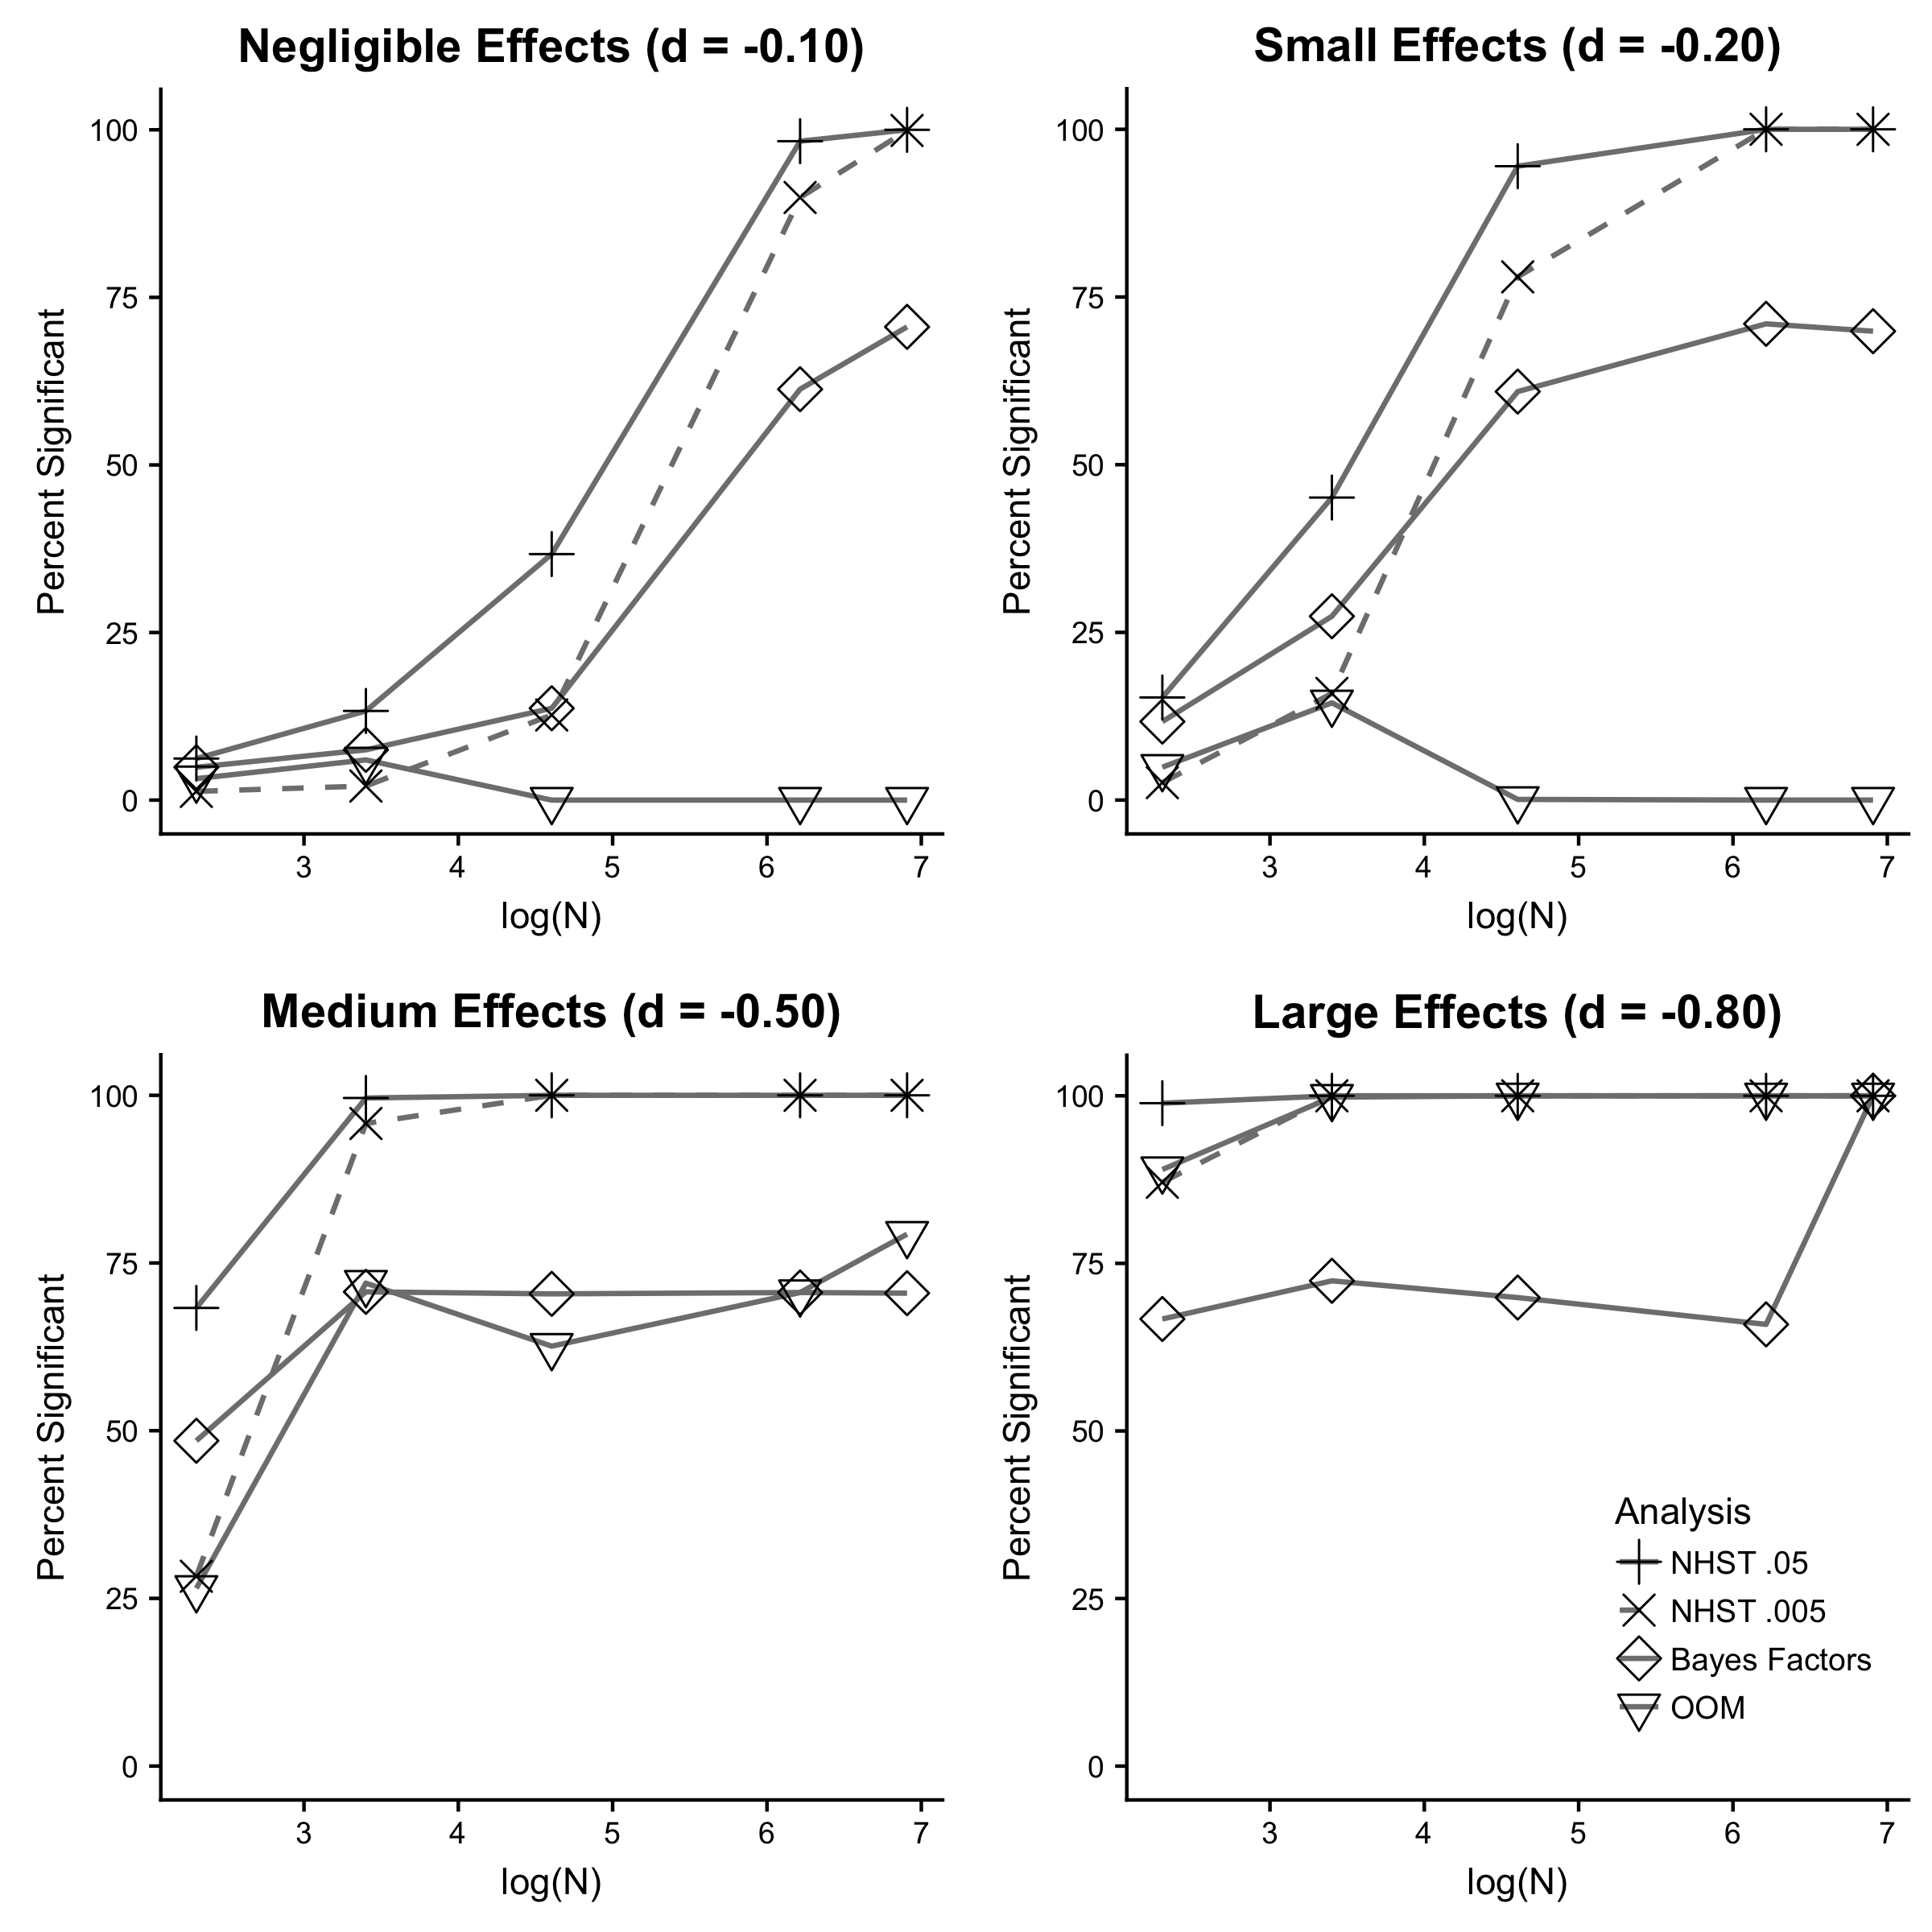 Negligible Effects (d = -0.10)
Percent Significant
100
75
50
25
0
3 4 5 6 7
log(N)
Small Effects (d = -0.20)
Percent Significant
100
75
50
25
0
3 4 5 6 7
log(N)
Medium Effects (d = -0.50)
Percent Significant
100
75
50
25
0
3 4 5 6 7
log(N)
Large Effects (d = -0.80)
Percent Significant
100
75
50
25
0
3 4 5 6 7
log(N)
Analysis
NHST .05
NHST .005
Bayes Factors
OOM